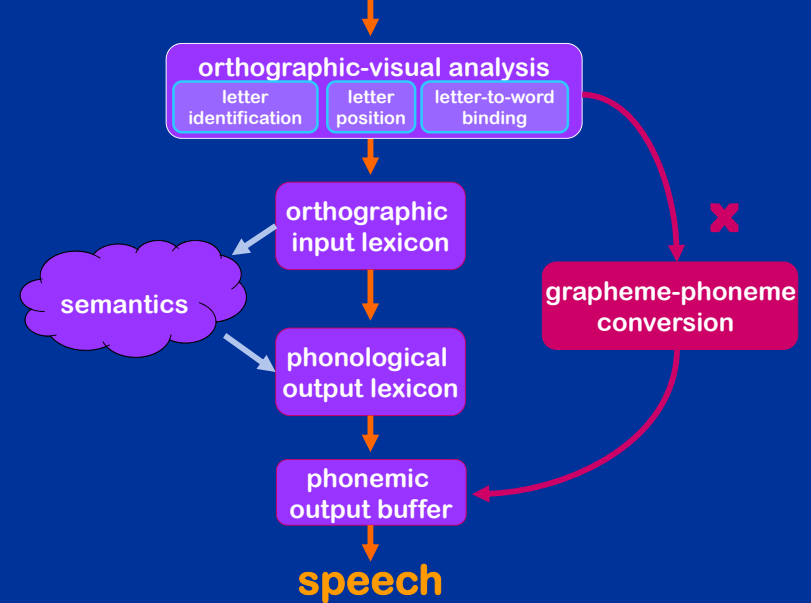 orthographic-visual analysis
letter
identification
letter
position
letter-to-word
binding
orthographic
input lexicon
X
grapheme-phoneme
conversion
semantics
phonological
output lexicon
phonemic
output buffer
speech